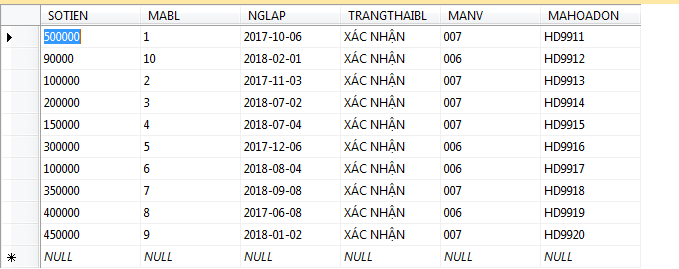 SOTIEN MABL NGLAP TRANGTHAIBL MANV MAHOADON
500000 1 2017-10-06 XÁC NHẬN 007 HD9911
90000 10 2018-02-01 XÁC NHẬN 006 HD9912
100000 2 2017-11-03 XÁC NHẬN 007 HD9913
200000 3 2018-07-02 XÁC NHẬN 007 HD9914
150000 4 2018-07-04 XÁC NHẬN 007 HD9915
300000 5 2017-12-06 XÁC NHẬN 006 HD9916
100000 6 2018-08-04 XÁC NHẬN 006 HD9917
350000 7 2018-09-08 XÁC NHẬN 007 HD9918
400000 8 2017-06-08 XÁC NHẬN 006 HD9919
450000 9 2018-01-02 XÁC NHẬN 007 HD9920
NULL NULL NULL NULL NULL NULL